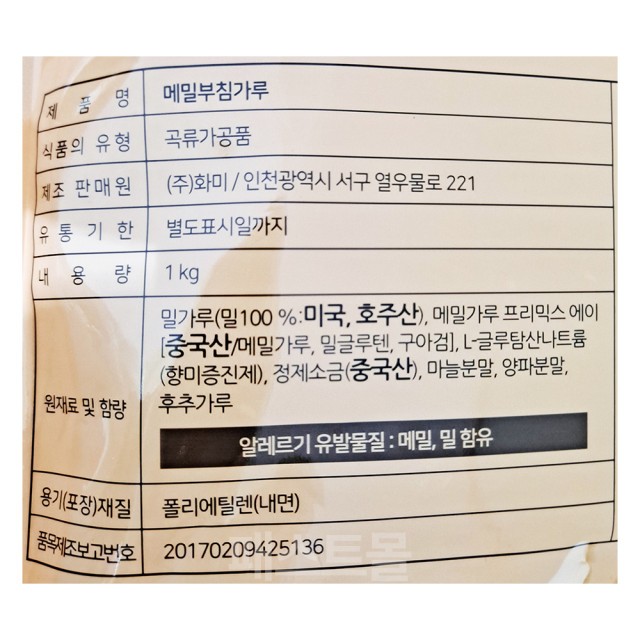 제 품 명 메밀부침가루
식품의 유형 곡류가공품
제조 판매원 (주)화미 / 인천광역시 서구 열우물로 221
유 통 기 한 별도표시일까지
내 용 량 1 kg
원재료 및 함량
밀가루(밀100 %:미국, 호주산), 메밀가루 프리믹스 에이
[중국산/메밀가루, 밀글루텐, 구아검], L-글루탐산나트륨
(향미증진제), 정제소금(중국산), 마늘분말, 양파분말,
후추가루
알레르기 유발물질 : 메밀, 밀 함유
용기(포장)재질 폴리에틸렌(내면)
품목제조보고번호 20170209425136
패스트몰